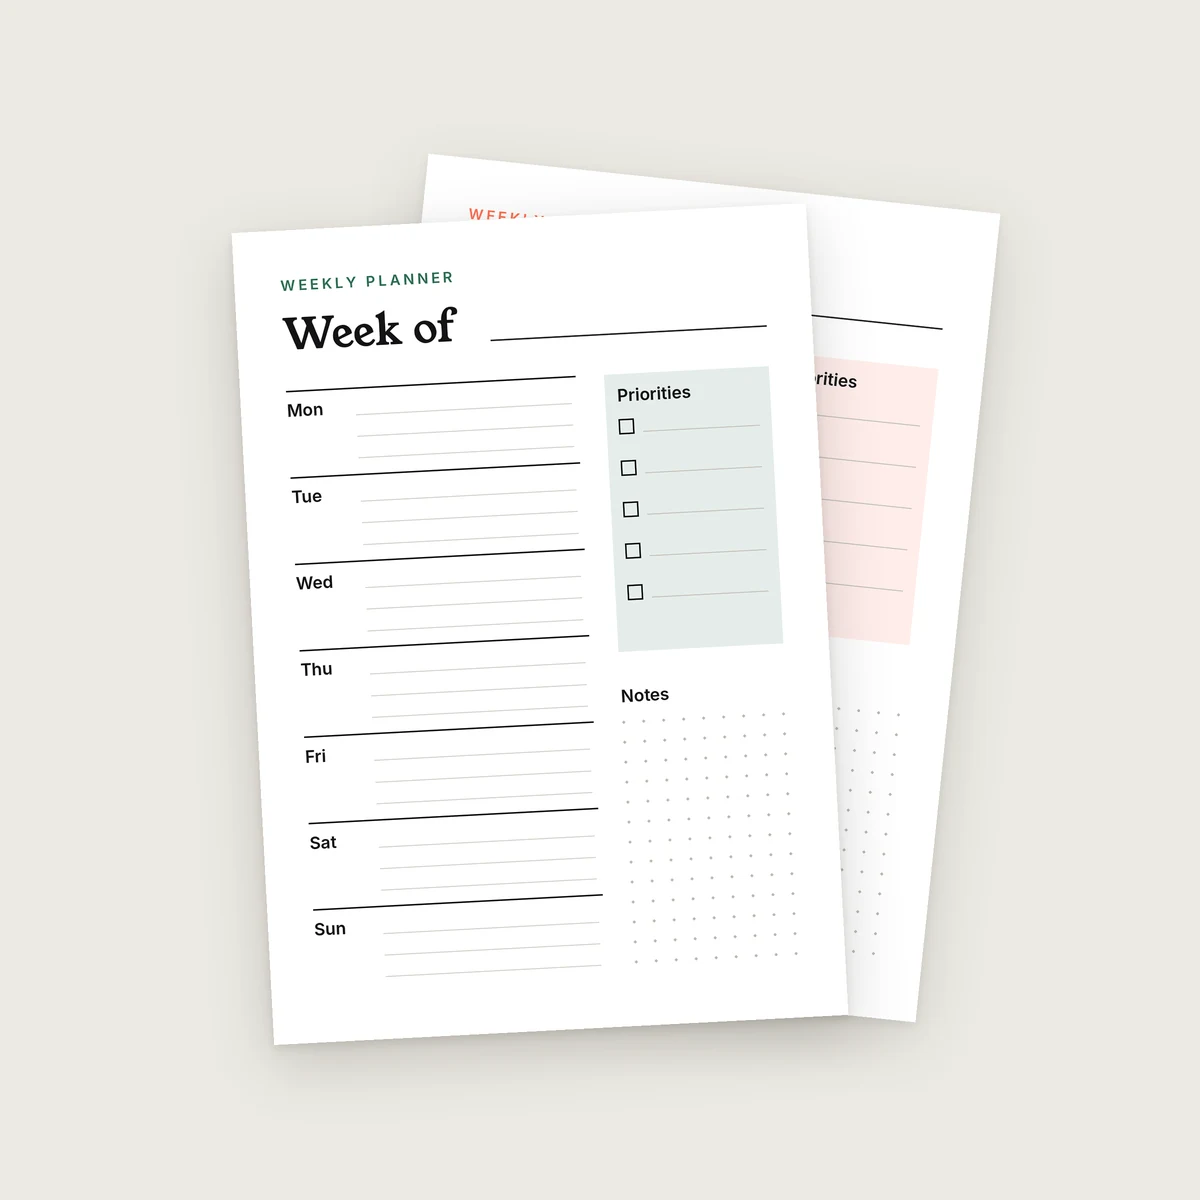 WEEKLY PLANNER
Week of
Mon
Tue
Wed
Thu
Fri
Sat
Sun
Priorities
Notes